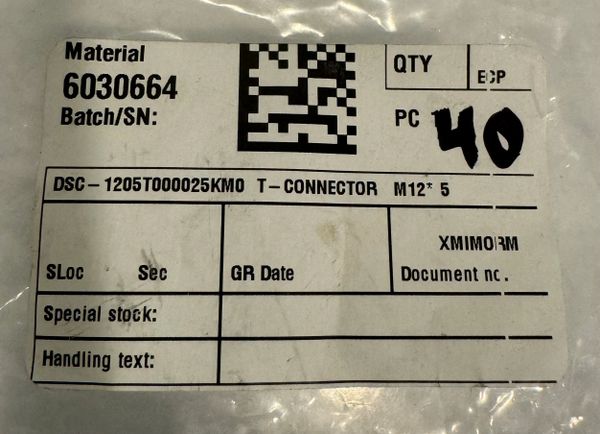 Material
6030664
Batch/SN:
QTY
ECP
PC 40
DSC-1205T000025KM0 T-CONNECTOR M12* 5
SLoc
Sec
GR Date
XMIMORM
Document no.
Special stock:
Handling text: